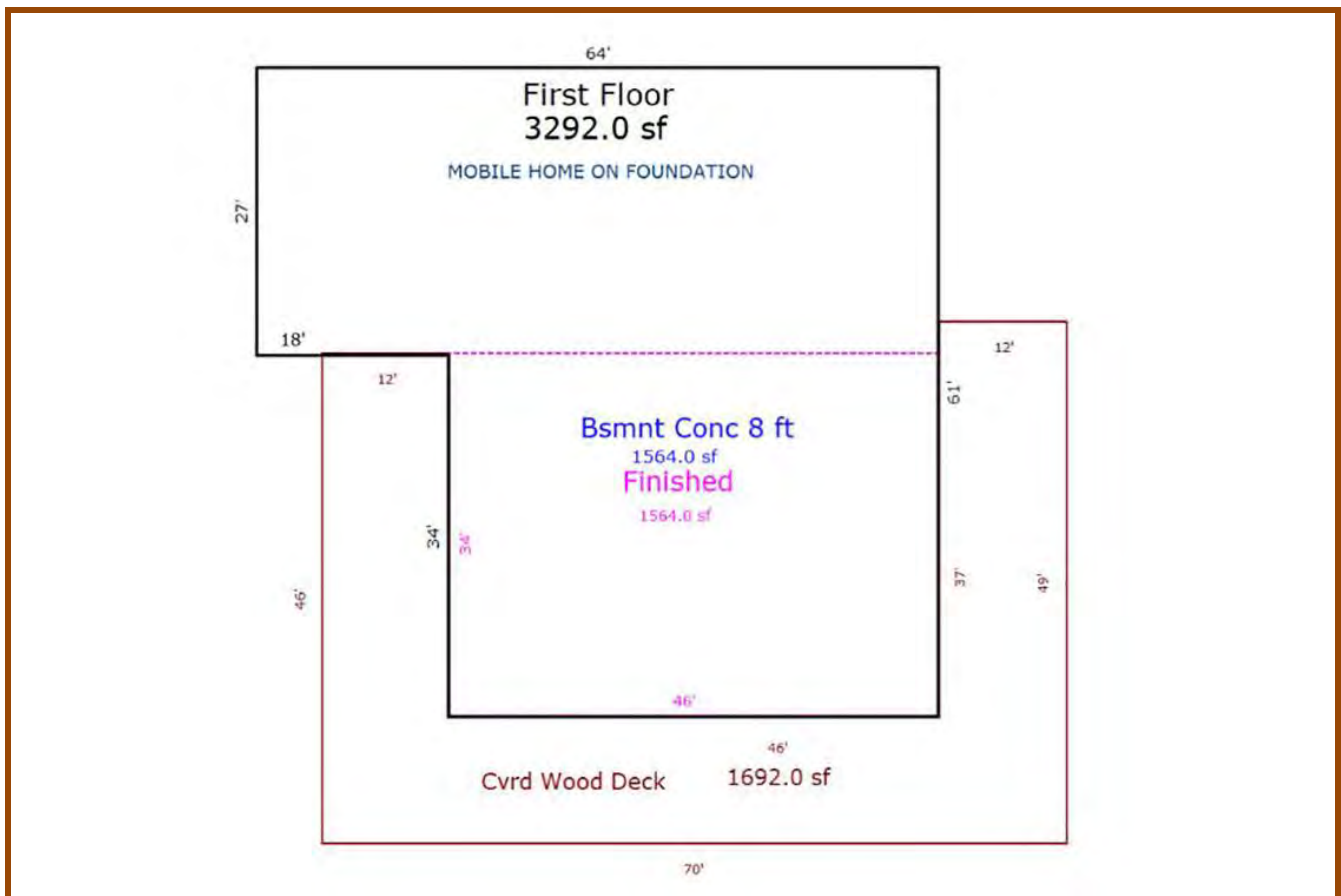 64'
First Floor
3292.0 sf
MOBILE HOME ON FOUNDATION
27'
18'
12'
12'
61'
Bsmnt Conc 8 ft
1564.0 sf
Finished
1564.0 sf
34'
34'
46'
37'
49'
46'
46'
Cvrd Wood Deck 1692.0 sf
70'